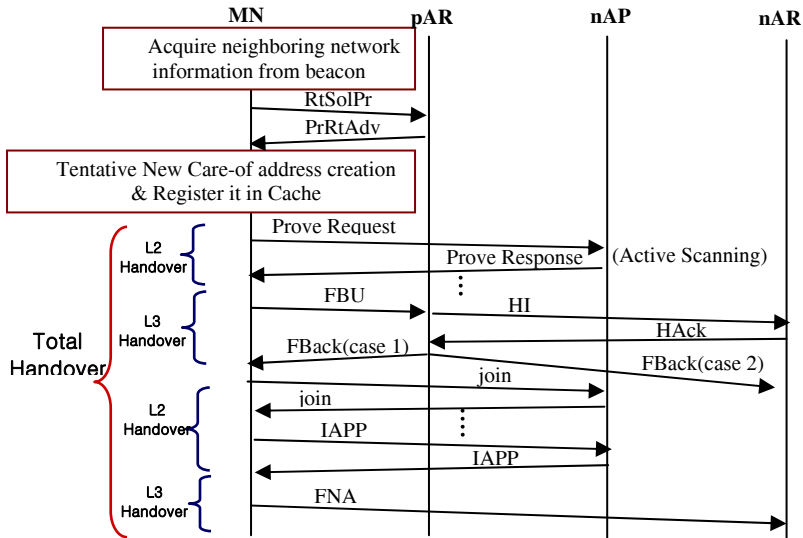 MN pAR nAP nAR
Acquire neighboring network
information from beacon
RtSolPr
PrRtAdv
Tentative New Care-of address creation
& Register it in Cache
Prove Request
L2
Handover
Prove Response
(Active Scanning)
FBU
HI
L3
Handover
HAck
Total
Handover
FBack(case 1)
FBack(case 2)
join
join
L2
Handover
IAPP
IAPP
L3
Handover
FNA